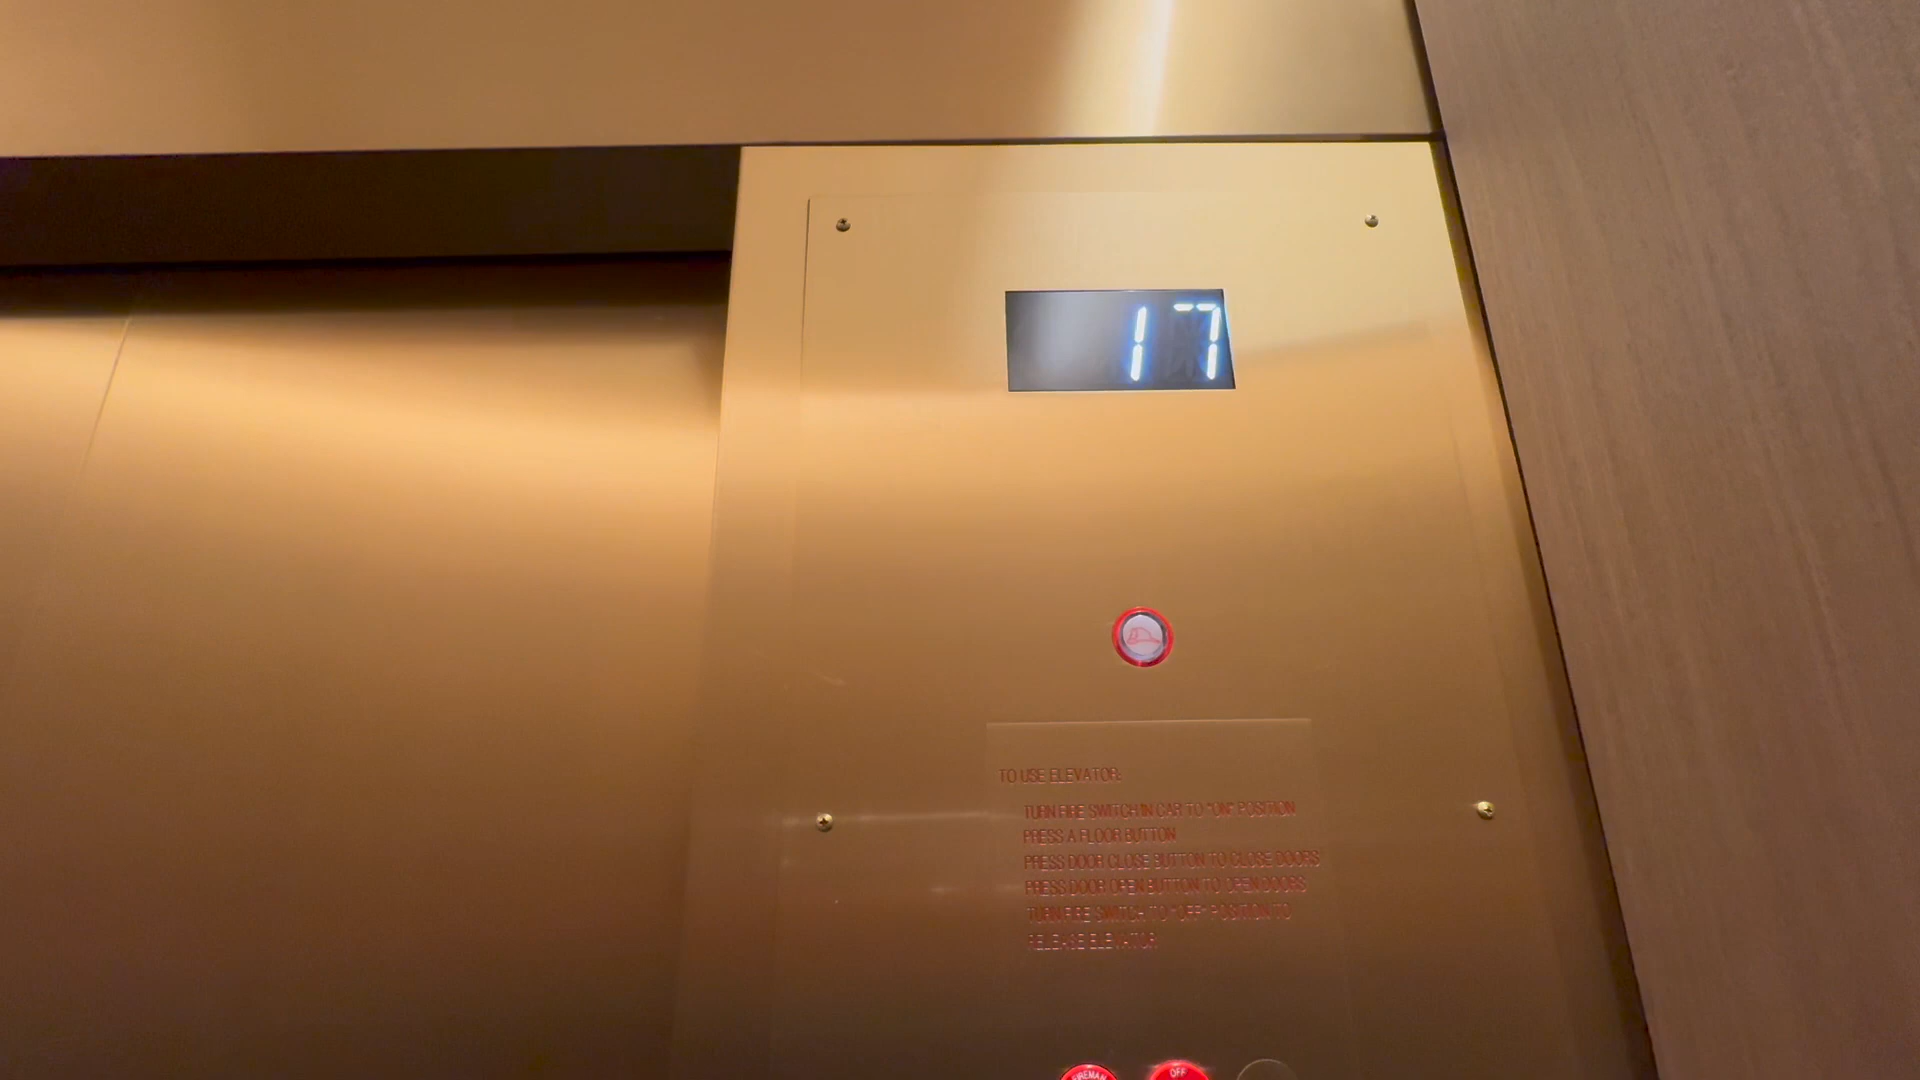 17
TO USE ELEVATOR:
TURN FIRE SWITCH IN CAR TO "ON" POSITION
PRESS A FLOOR BUTTON
PRESS DOOR CLOSE BUTTON TO CLOSE DOORS
PRESS DOOR OPEN BUTTON TO OPEN DOORS
TURN FIRE SWITCH TO "OFF" POSITION TO
RELEASE ELEVATOR
FIREMAN OFF